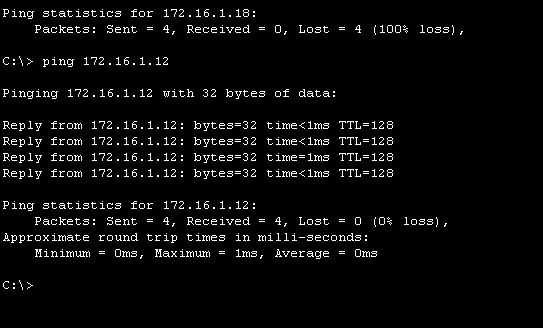 Ping statistics for 172.16.1.18:
    Packets: Sent = 4, Received = 0, Lost = 4 (100% loss),
C:\> ping 172.16.1.12
Pinging 172.16.1.12 with 32 bytes of data:
Reply from 172.16.1.12: bytes=32 time<1ms TTL=128
Reply from 172.16.1.12: bytes=32 time<1ms TTL=128
Reply from 172.16.1.12: bytes=32 time=1ms TTL=128
Reply from 172.16.1.12: bytes=32 time<1ms TTL=128
Ping statistics for 172.16.1.12:
    Packets: Sent = 4, Received = 4, Lost = 0 (0% loss),
Approximate round trip times in milli-seconds:
    Minimum = 0ms, Maximum = 1ms, Average = 0ms
C:\>